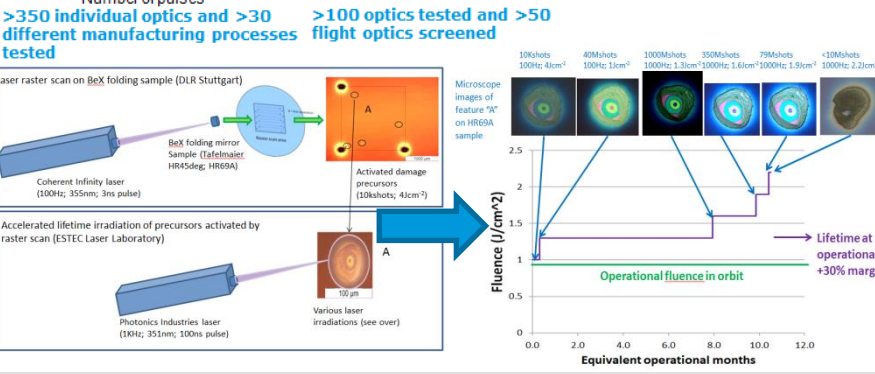 Number of pulses
>350 individual optics and >30
different manufacturing processes
tested
>100 optics tested and >50
flight optics screened
aser raster scan on BeX folding sample (DLR Stuttgart)
A
BeX folding mirror
Sample (Tafelmaier
HR45deg; HR69A)
Coherent Infinity laser
(100Hz; 355nm; 3ns pulse)
Activated damage
precursors
(10kshots; 4Jcm-2)
Accelerated lifetime irradiation of precursors activated by
raster scan (ESTEC Laser Laboratory)
A
100 µm
Photonics Industries laser
(1KHz; 351nm; 100ns pulse)
Various laser
irradiations (see over)
Microscope
images of
feature "A"
on HR69A
sample
10Kshots
100Hz; 4Jcm-2
40Mshots
100Hz; 1Jcm-2
1000Mshots
1000Hz; 1.3Jcm-2
350Mshots
1000Hz; 1.6Jcm-2
79Mshots
1000Hz; 1.9Jcm-2
<10Mshots
1000Hz; 2.2Jcm
Fluence (J/cm^2)
2.5
2
1.5
1
0.5
0
Operational fluence in orbit
Lifetime at
operationa
+30% marg
0.0 2.0 4.0 6.0 8.0 10.0 12.0
Equivalent operational months